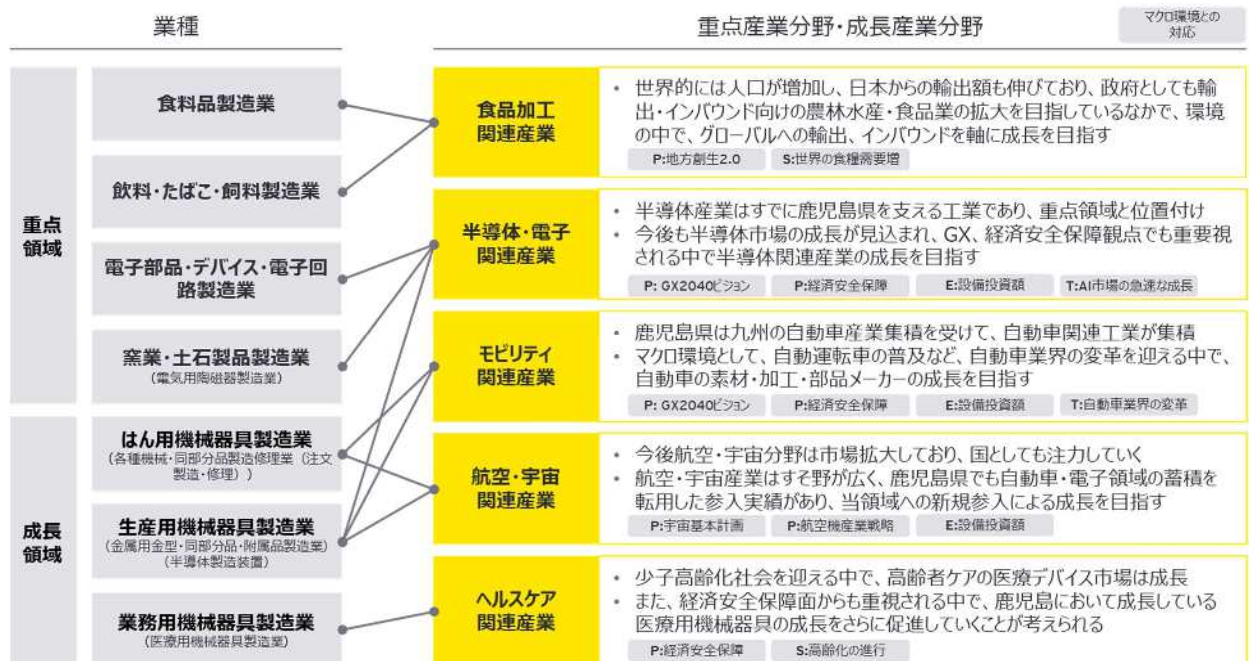 業種
重点産業分野・成長産業分野
マクロ環境との
対応
重点
領域
食料品製造業
飲料・たばこ・飼料製造業
電子部品・デバイス・電子回
路製造業
窯業・土石製品製造業
(電気用陶磁器製造業)
成長
領域
はん用機械器具製造業
(各種機械・同部分品製造修理業(注文
製造・修理))
生産用機械器具製造業
(金属用金型・同部分品・附属品製造業)
(半導体製造装置)
業務用機械器具製造業
(医療用機械器具製造業)
食品加工
関連産業
• 世界的には人口が増加し、日本からの輸出額も伸びており、政府としても輸
出・インバウンド向けの農林水産・食品業の拡大を目指しているなかで、環境
の中で、グローバルへの輸出、インバウンドを軸に成長を目指す
P:地方創生2.0 S:世界の食糧需要増
半導体・電子
関連産業
• 半導体産業はすでに鹿児島県を支える工業であり、重点領域と位置付け
• 今後も半導体市場の成長が見込まれ、GX、経済安全保障観点でも重要視
される中で半導体関連産業の成長を目指す
P: GX2040ビジョン P:経済安全保障 E:設備投資額 T:AI市場の急速な成長
モビリティ
関連産業
• 鹿児島県は九州の自動車産業集積を受けて、自動車関連工業が集積
• マクロ環境として、自動運転車の普及など、自動車業界の変革を迎える中で、
自動車の素材・加工・部品メーカーの成長を目指す
P: GX2040ビジョン P:経済安全保障 E:設備投資額 T:自動車業界の変革
航空・宇宙
関連産業
• 今後航空・宇宙分野は市場拡大しており、国としても注力していく
• 航空・宇宙産業はすそ野が広く、鹿児島県でも自動車・電子領域の蓄積を
転用した参入実績があり、当領域への新規参入による成長を目指す
P:宇宙基本計画 P:航空機産業戦略 E:設備投資額
ヘルスケア
関連産業
• 少子高齢化社会を迎える中で、高齢者ケアの医療デバイス市場は成長
• また、経済安全保障面からも重視される中で、鹿児島において成長している
医療用機械器具の成長をさらに促進していくことが考えられる
P:経済安全保障 S:高齢化の進行